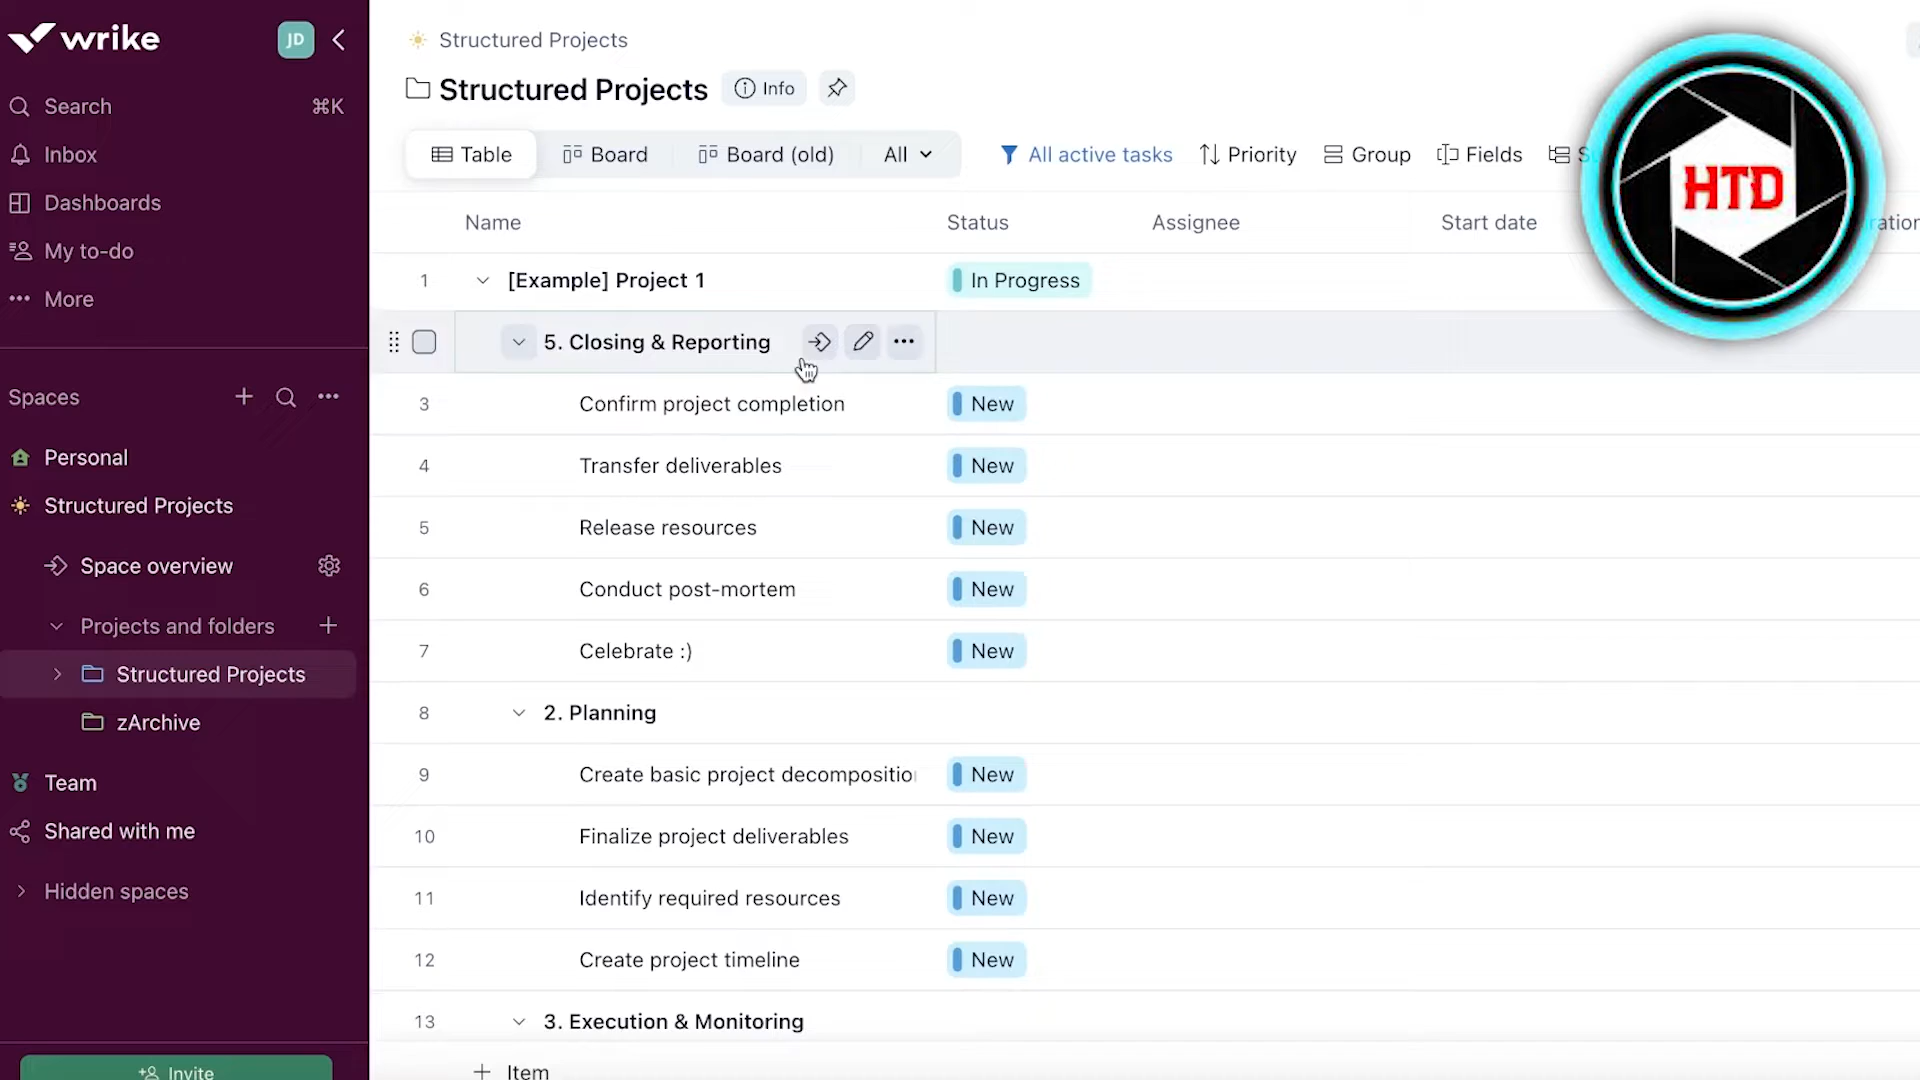 wrike
JD
Search ⌘K
Inbox
Dashboards
My to-do
More
Spaces
Personal
Structured Projects
Space overview
Projects and folders
Structured Projects
zArchive
Team
Shared with me
Hidden spaces
Invite
Structured Projects
Structured Projects Info
Table Board Board (old) All All active tasks Priority Group Fields
Name Status Assignee Start date
1 [Example] Project 1 In Progress
5. Closing & Reporting
3 Confirm project completion New
4 Transfer deliverables New
5 Release resources New
6 Conduct post-mortem New
7 Celebrate :) New
8 2. Planning
9 Create basic project decompositio New
10 Finalize project deliverables New
11 Identify required resources New
12 Create project timeline New
13 3. Execution & Monitoring
+ Item
HTD